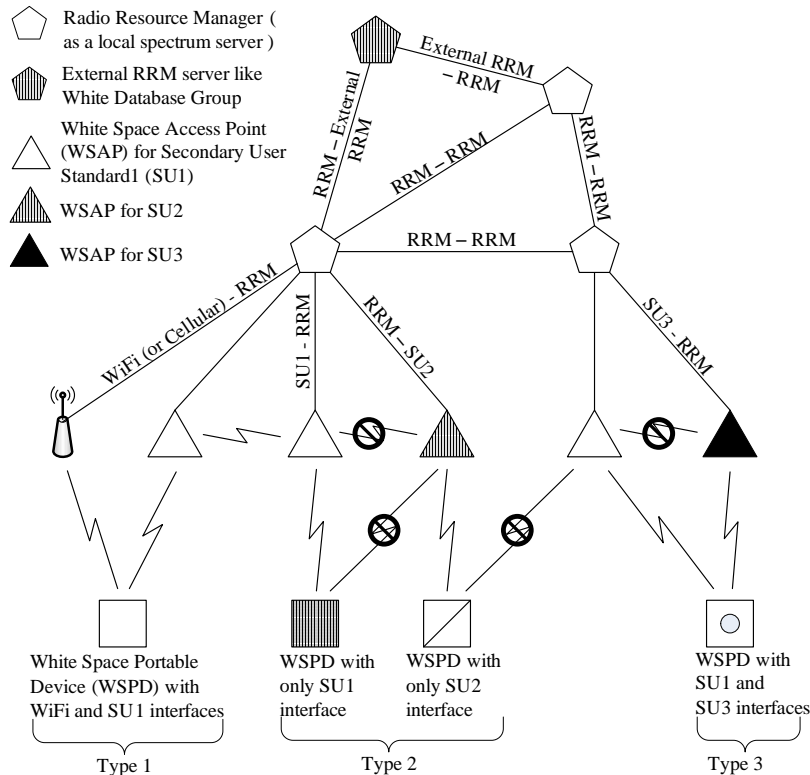 Radio Resource Manager (
as a local spectrum server )
External RRM server like
White Database Group
White Space Access Point
(WSAP) for Secondary User
Standard1 (SU1)
WSAP for SU2
WSAP for SU3
External RRM
– RRM
RRM – External
RRM
RRM – RRM
RRM – RRM
RRM – RRM
WiFi (or Cellular) - RRM
SU1 - RRM
RRM – SU2
SU3 - RRM
White Space Portable
Device (WSPD) with
WiFi and SU1 interfaces
WSPD with
only SU1
interface
WSPD with
only SU2
interface
WSPD with
SU1 and
SU3 interfaces
Type 1
Type 2
Type 3